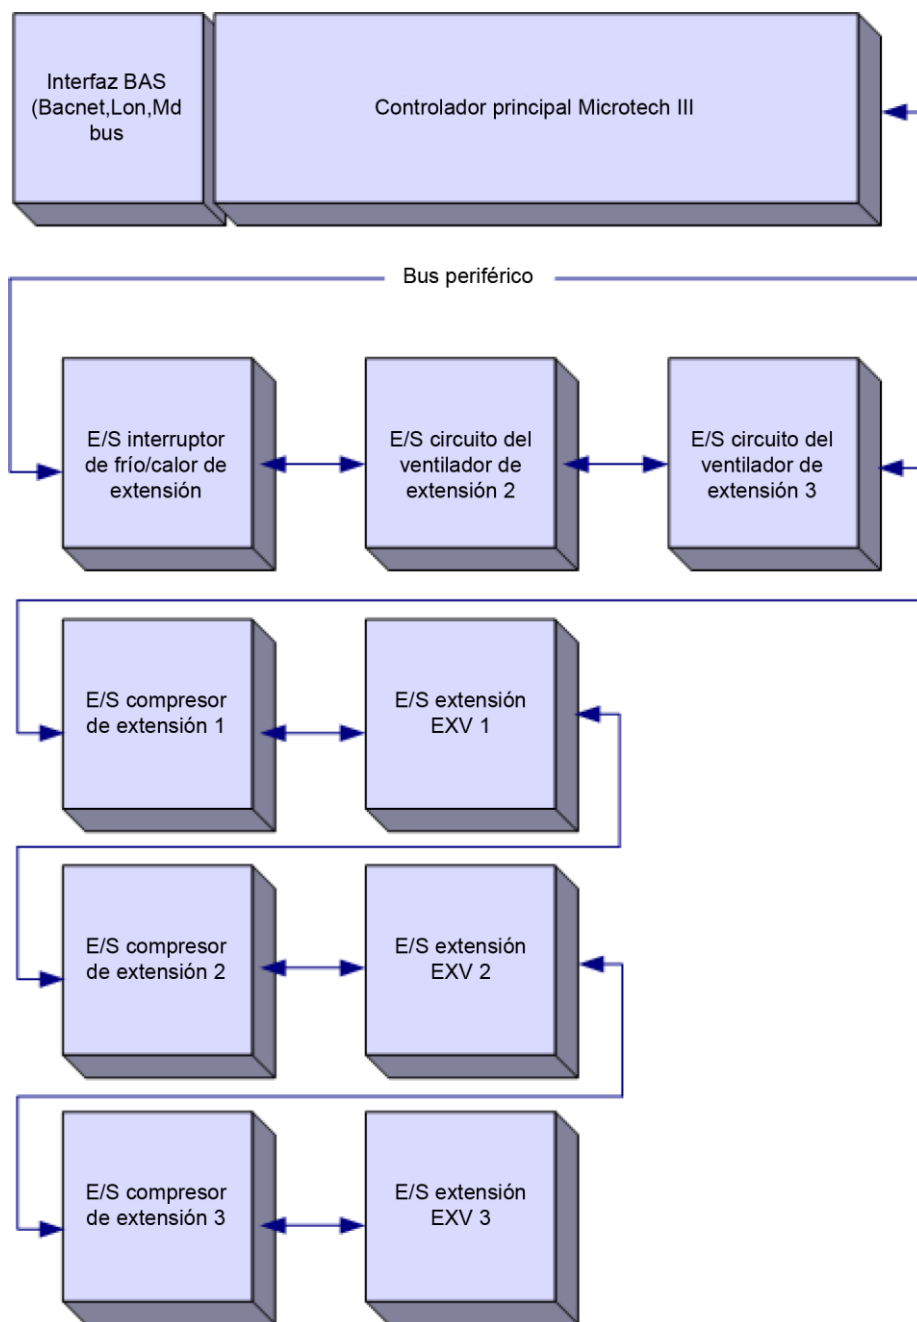 Interfaz BAS
(Bacnet,Lon,Md
bus
Controlador principal Microtech III
Bus periférico
E/S interruptor
de frío/calor de
extensión
E/S circuito del
ventilador de
extensión 2
E/S circuito del
ventilador de
extensión 3
E/S compresor
de extensión 1
E/S extensión
EXV 1
E/S compresor
de extensión 2
E/S extensión
EXV 2
E/S compresor
de extensión 3
E/S extensión
EXV 3